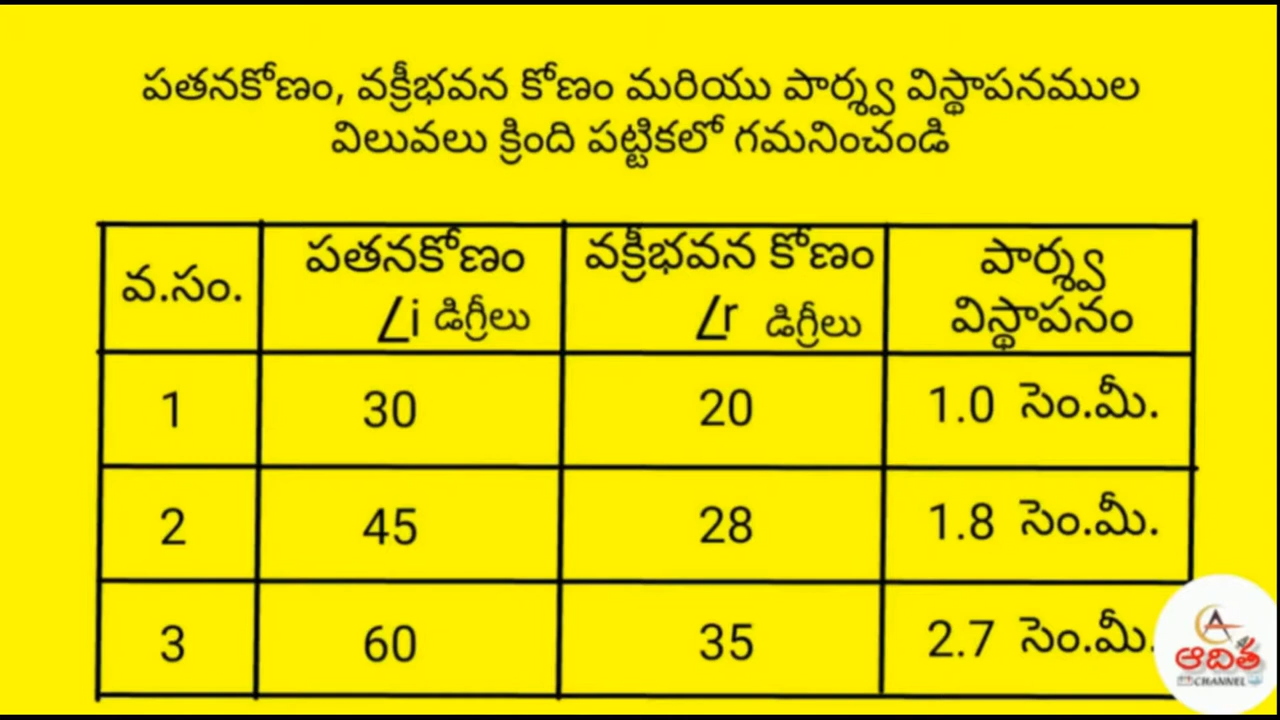 పతనకోణం, వక్రీభవన కోణం మరియు పార్శ్వ విస్థాపనముల
విలువలు క్రింది పట్టికలో గమనించండి
వ.సం. పతనకోణం ∠i డిగ్రీలు వక్రీభవన కోణం ∠r డిగ్రీలు పార్శ్వ విస్థాపనం
1 30 20 1.0 సెం.మీ.
2 45 28 1.8 సెం.మీ.
3 60 35 2.7 సెం.మీ.
ఆదిత్య
CHANNEL